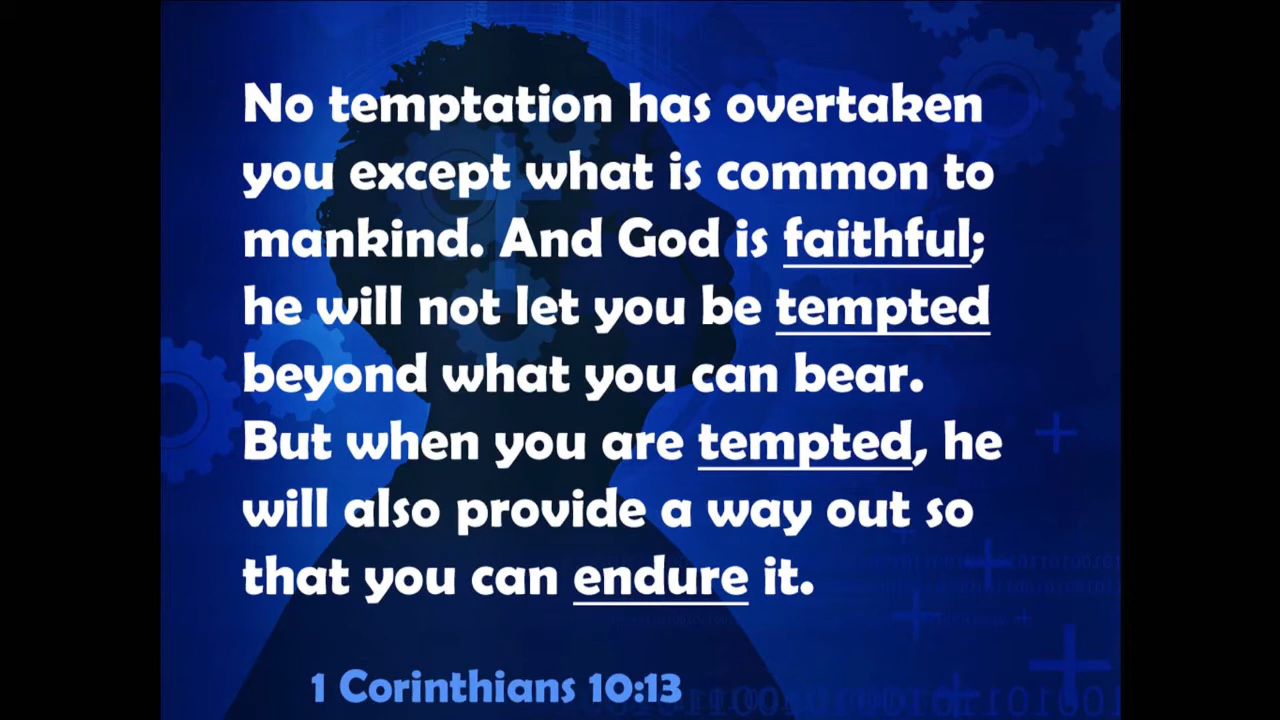 No temptation has overtaken
you except what is common to
mankind. And God is faithful;
he will not let you be tempted
beyond what you can bear.
But when you are tempted, he
will also provide a way out so
that you can endure it.
1 Corinthians 10:13